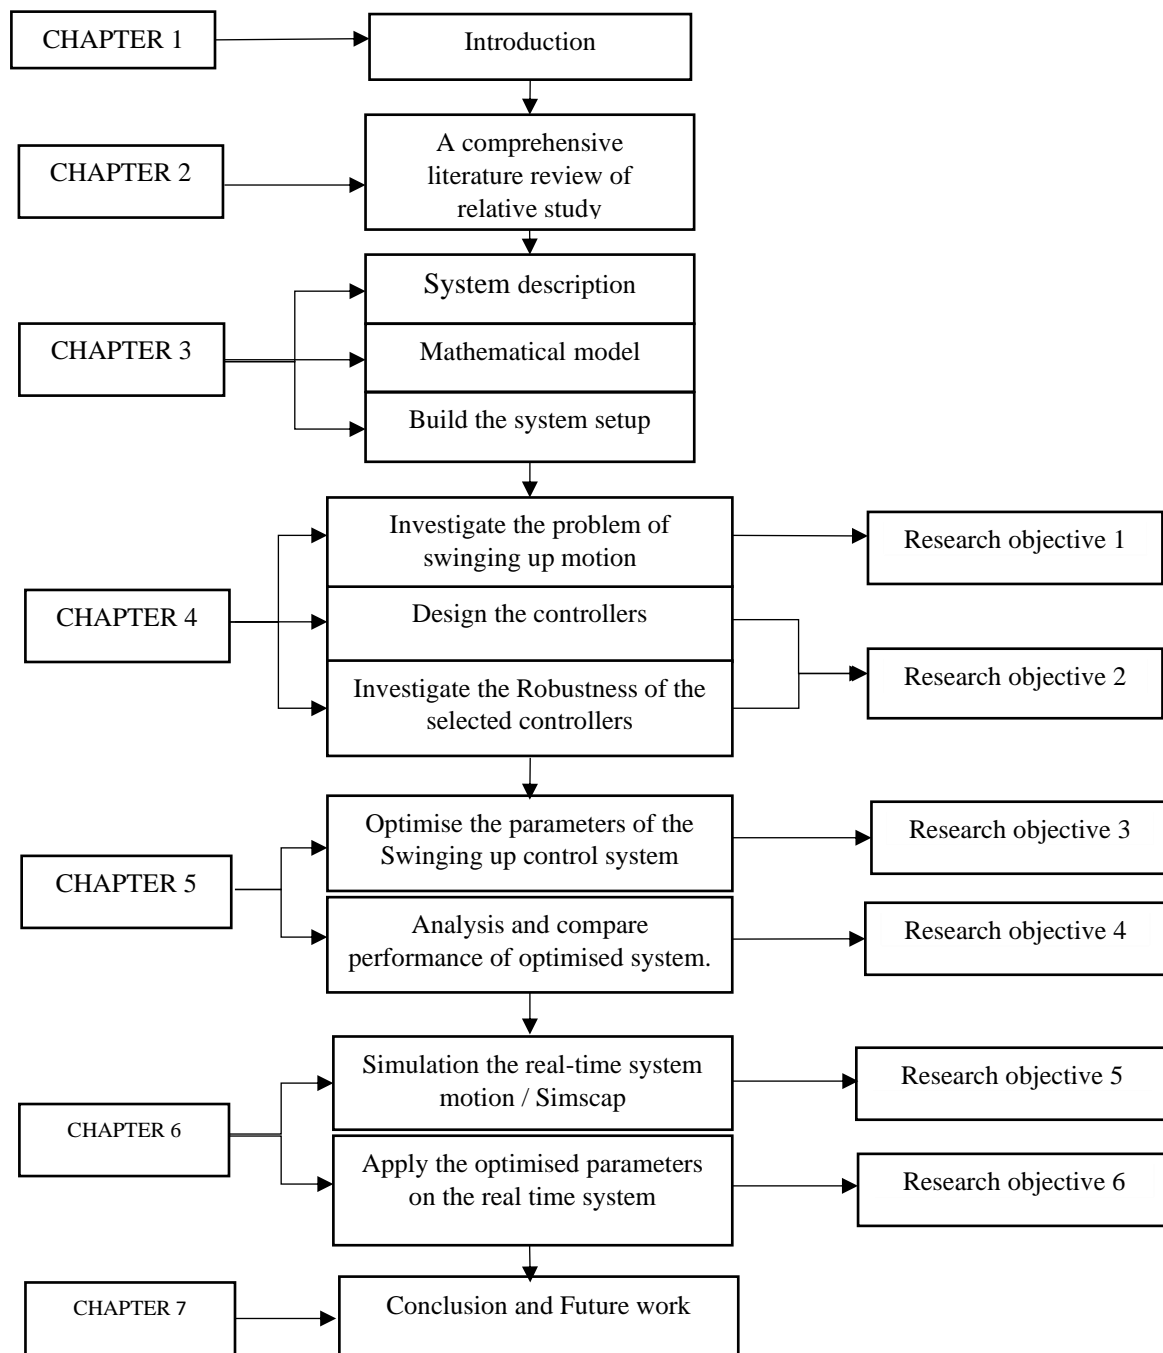 CHAPTER 1
Introduction
CHAPTER 2
A comprehensive
literature review of
relative study
CHAPTER 3
System description
Mathematical model
Build the system setup
CHAPTER 4
Investigate the problem of
swinging up motion
Research objective 1
Design the controllers
Investigate the Robustness of the
selected controllers
Research objective 2
CHAPTER 5
Optimise the parameters of the
Swinging up control system
Research objective 3
Analysis and compare
performance of optimised system.
Research objective 4
CHAPTER 6
Simulation the real-time system
motion / Simscap
Research objective 5
Apply the optimised parameters
on the real time system
Research objective 6
CHAPTER 7
Conclusion and Future work